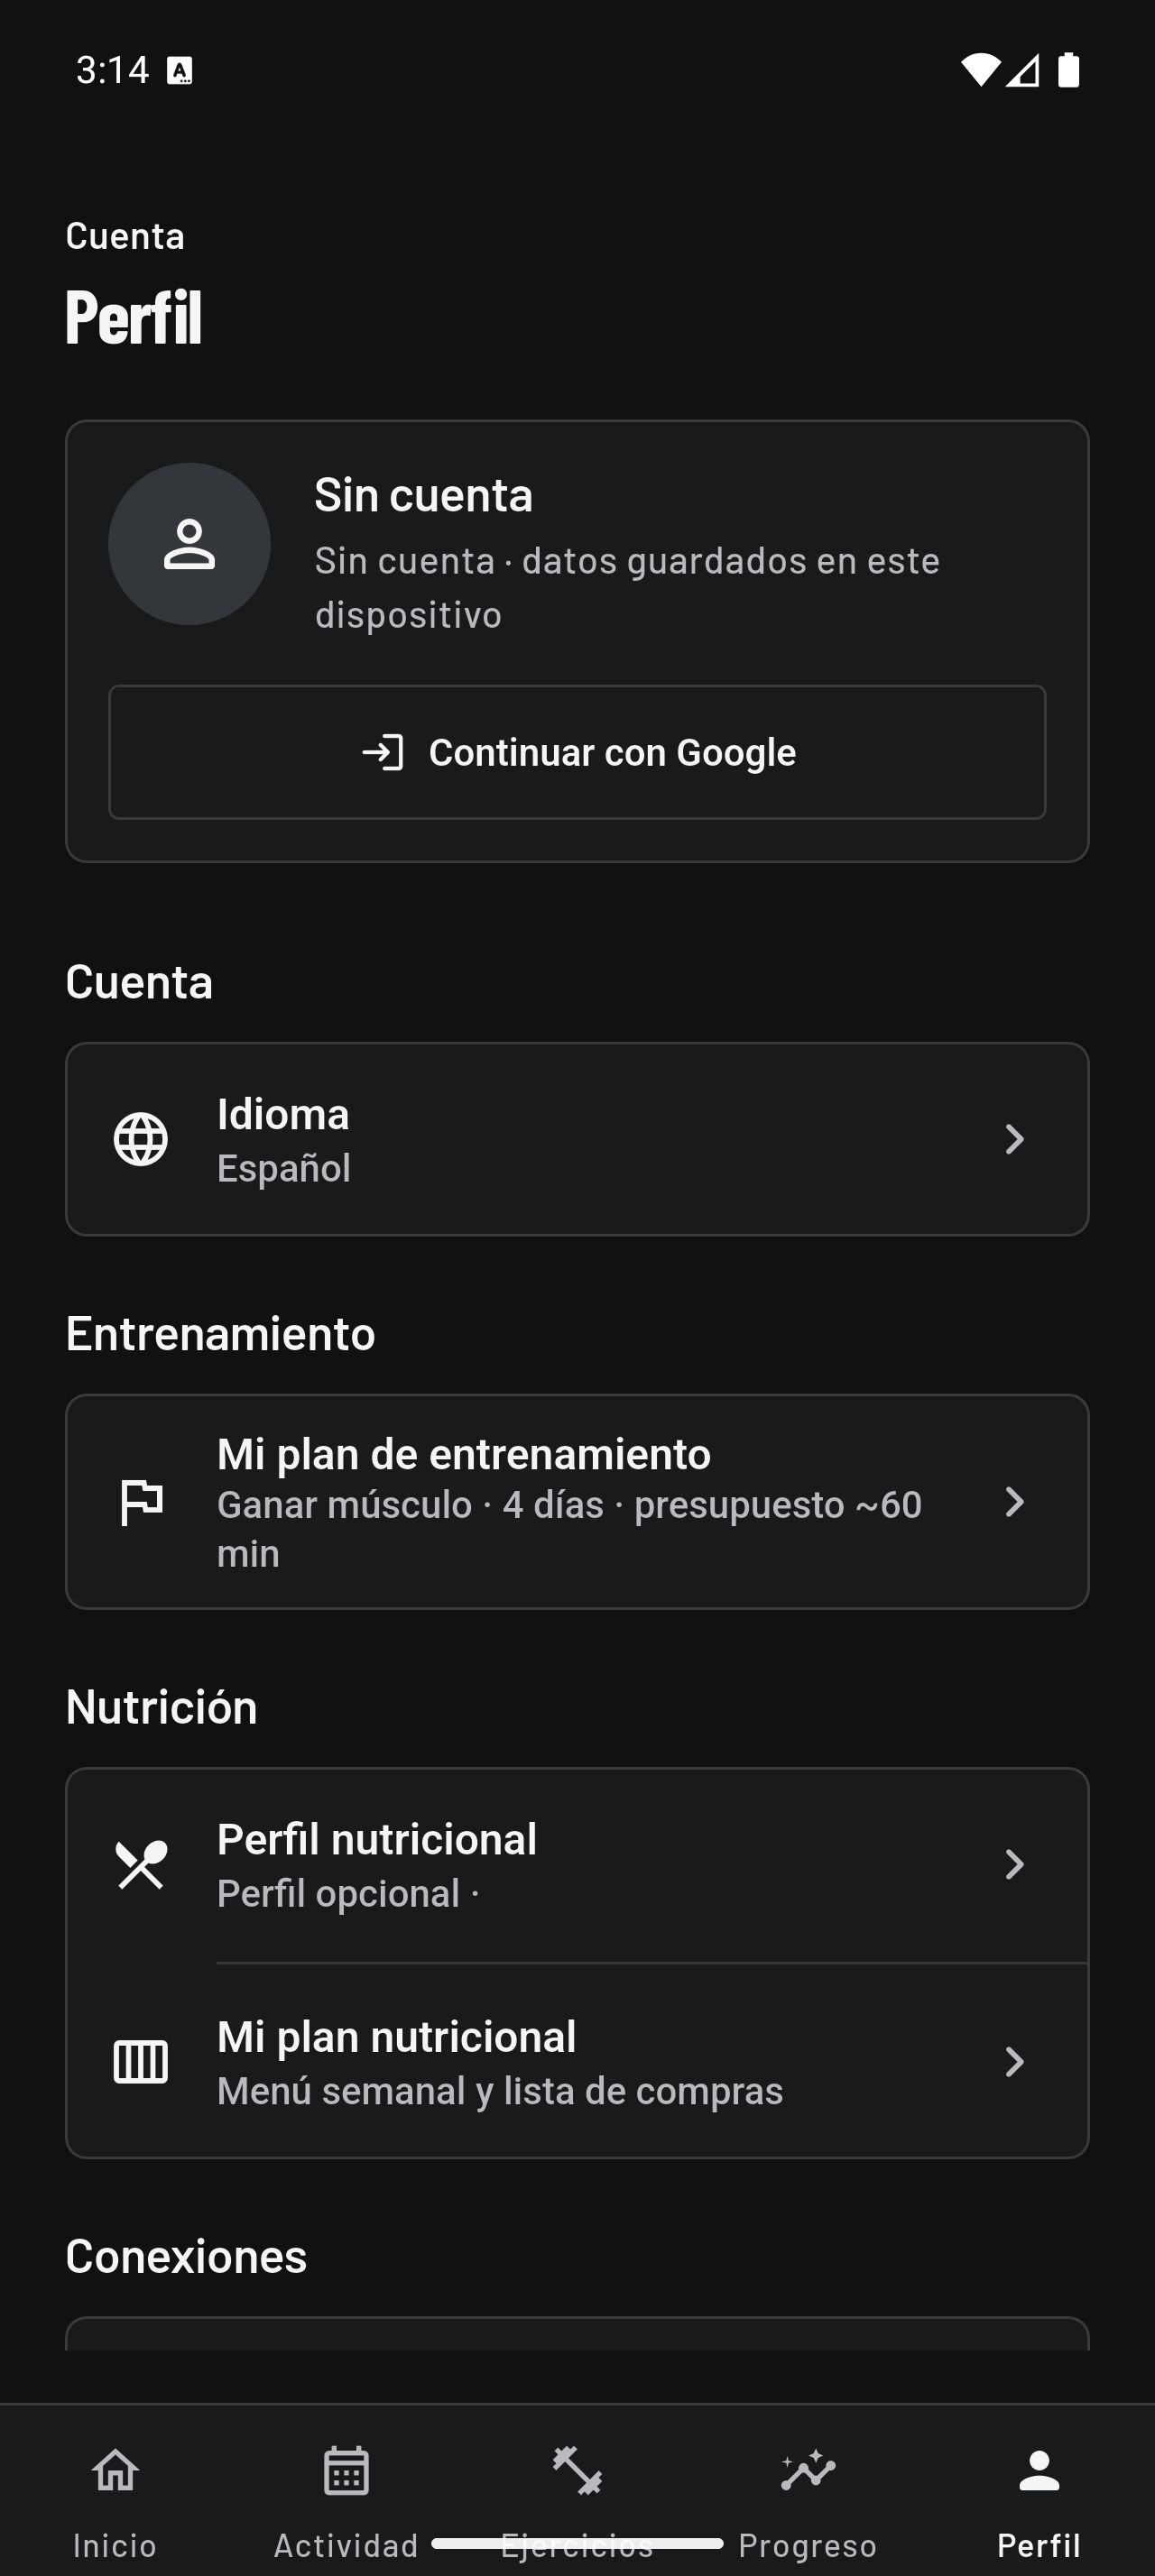 3:14
Cuenta
Perfil
Sin cuenta
Sin cuenta · datos guardados en este
dispositivo
Continuar con Google
Cuenta
Idioma
Español
Entrenamiento
Mi plan de entrenamiento
Ganar músculo · 4 días · presupuesto ~60
min
Nutrición
Perfil nutricional
Perfil opcional ·
Mi plan nutricional
Menú semanal y lista de compras
Conexiones
Inicio
Actividad
Ejercicios
Progreso
Perfil